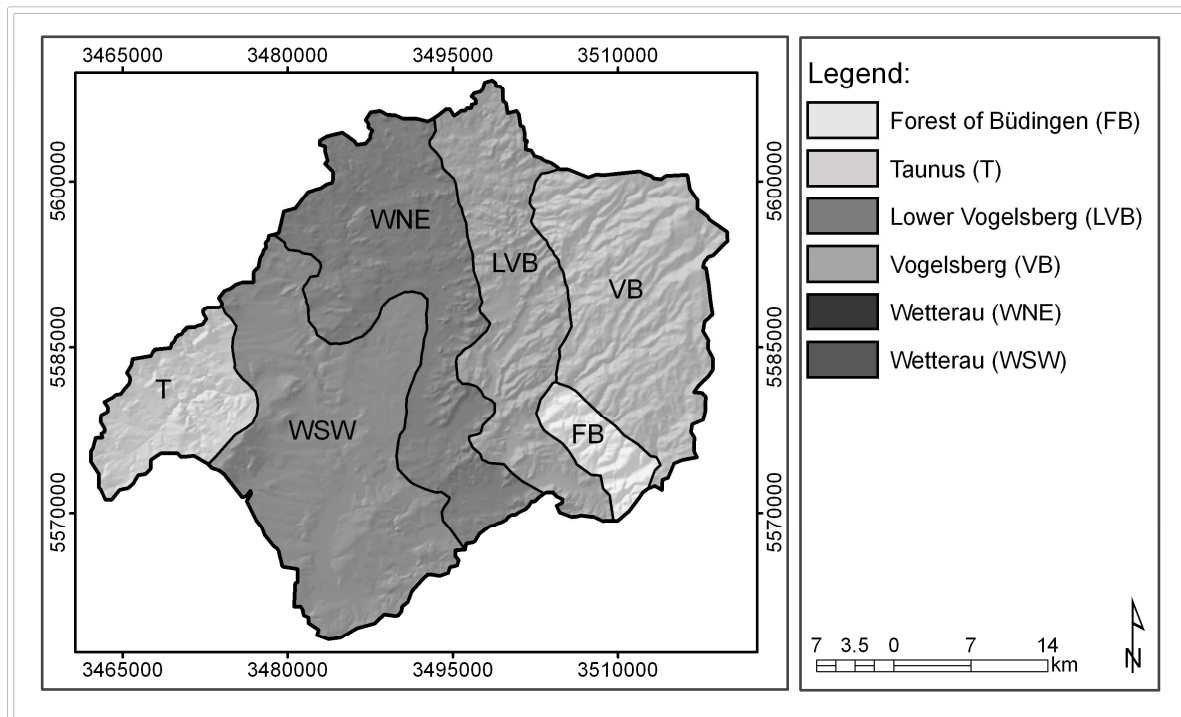 3465000 3480000 3495000 3510000
5600000
5585000
5570000
WNE
LVB
VB
T
WSW
FB
5600000
5585000
5570000
3465000 3480000 3495000 3510000
Legend:
Forest of Büdingen (FB)
Taunus (T)
Lower Vogelsberg (LVB)
Vogelsberg (VB)
Wetterau (WNE)
Wetterau (WSW)
7 3.5 0 7 14
km
N